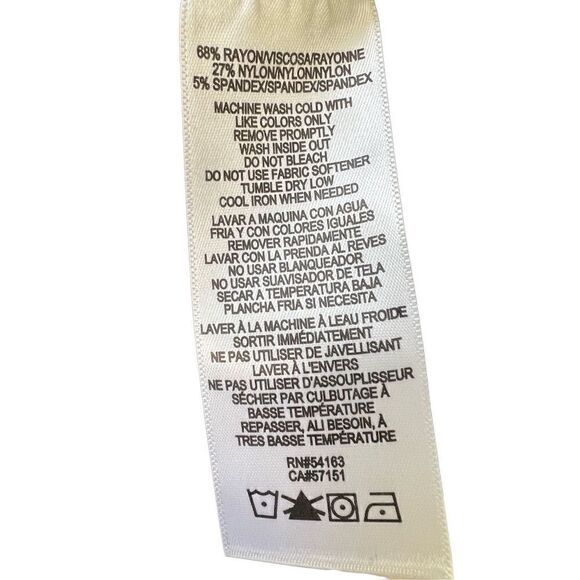 68% RAYON/VISCOSA/RAYONNE
27% NYLON/NYLON/NYLON
5% SPANDEX/SPANDEX/SPANDEX
MACHINE WASH COLD WITH
LIKE COLORS ONLY
REMOVE PROMPTLY
WASH INSIDE OUT
DO NOT BLEACH
DO NOT USE FABRIC SOFTENER
TUMBLE DRY LOW
COOL IRON WHEN NEEDED
LAVAR A MAQUINA CON AGUA
FRIA Y CON COLORES IGUALES
REMOVER RAPIDAMENTE
LAVAR CON LA PRENDA AL REVES
NO USAR BLANQUEADOR
NO USAR SUAVISADOR DE TELA
SECAR A TEMPERATURA BAJA
PLANCHA FRIA SI NECESITA
LAVER À LA MACHINE À LEAU FROIDE
SORTIR IMMÉDIATEMENT
NE PAS UTILISER DE JAVELLISANT
LAVER À L'ENVERS
NE PAS UTILISER D'ASSOUPLISSEUR
SÉCHER PAR CULBUTAGE À
BASSE TEMPÉRATURE
REPASSER, ALI BESOIN, À
TRES BASSE TEMPÉRATURE
RN#54163
CA#57151